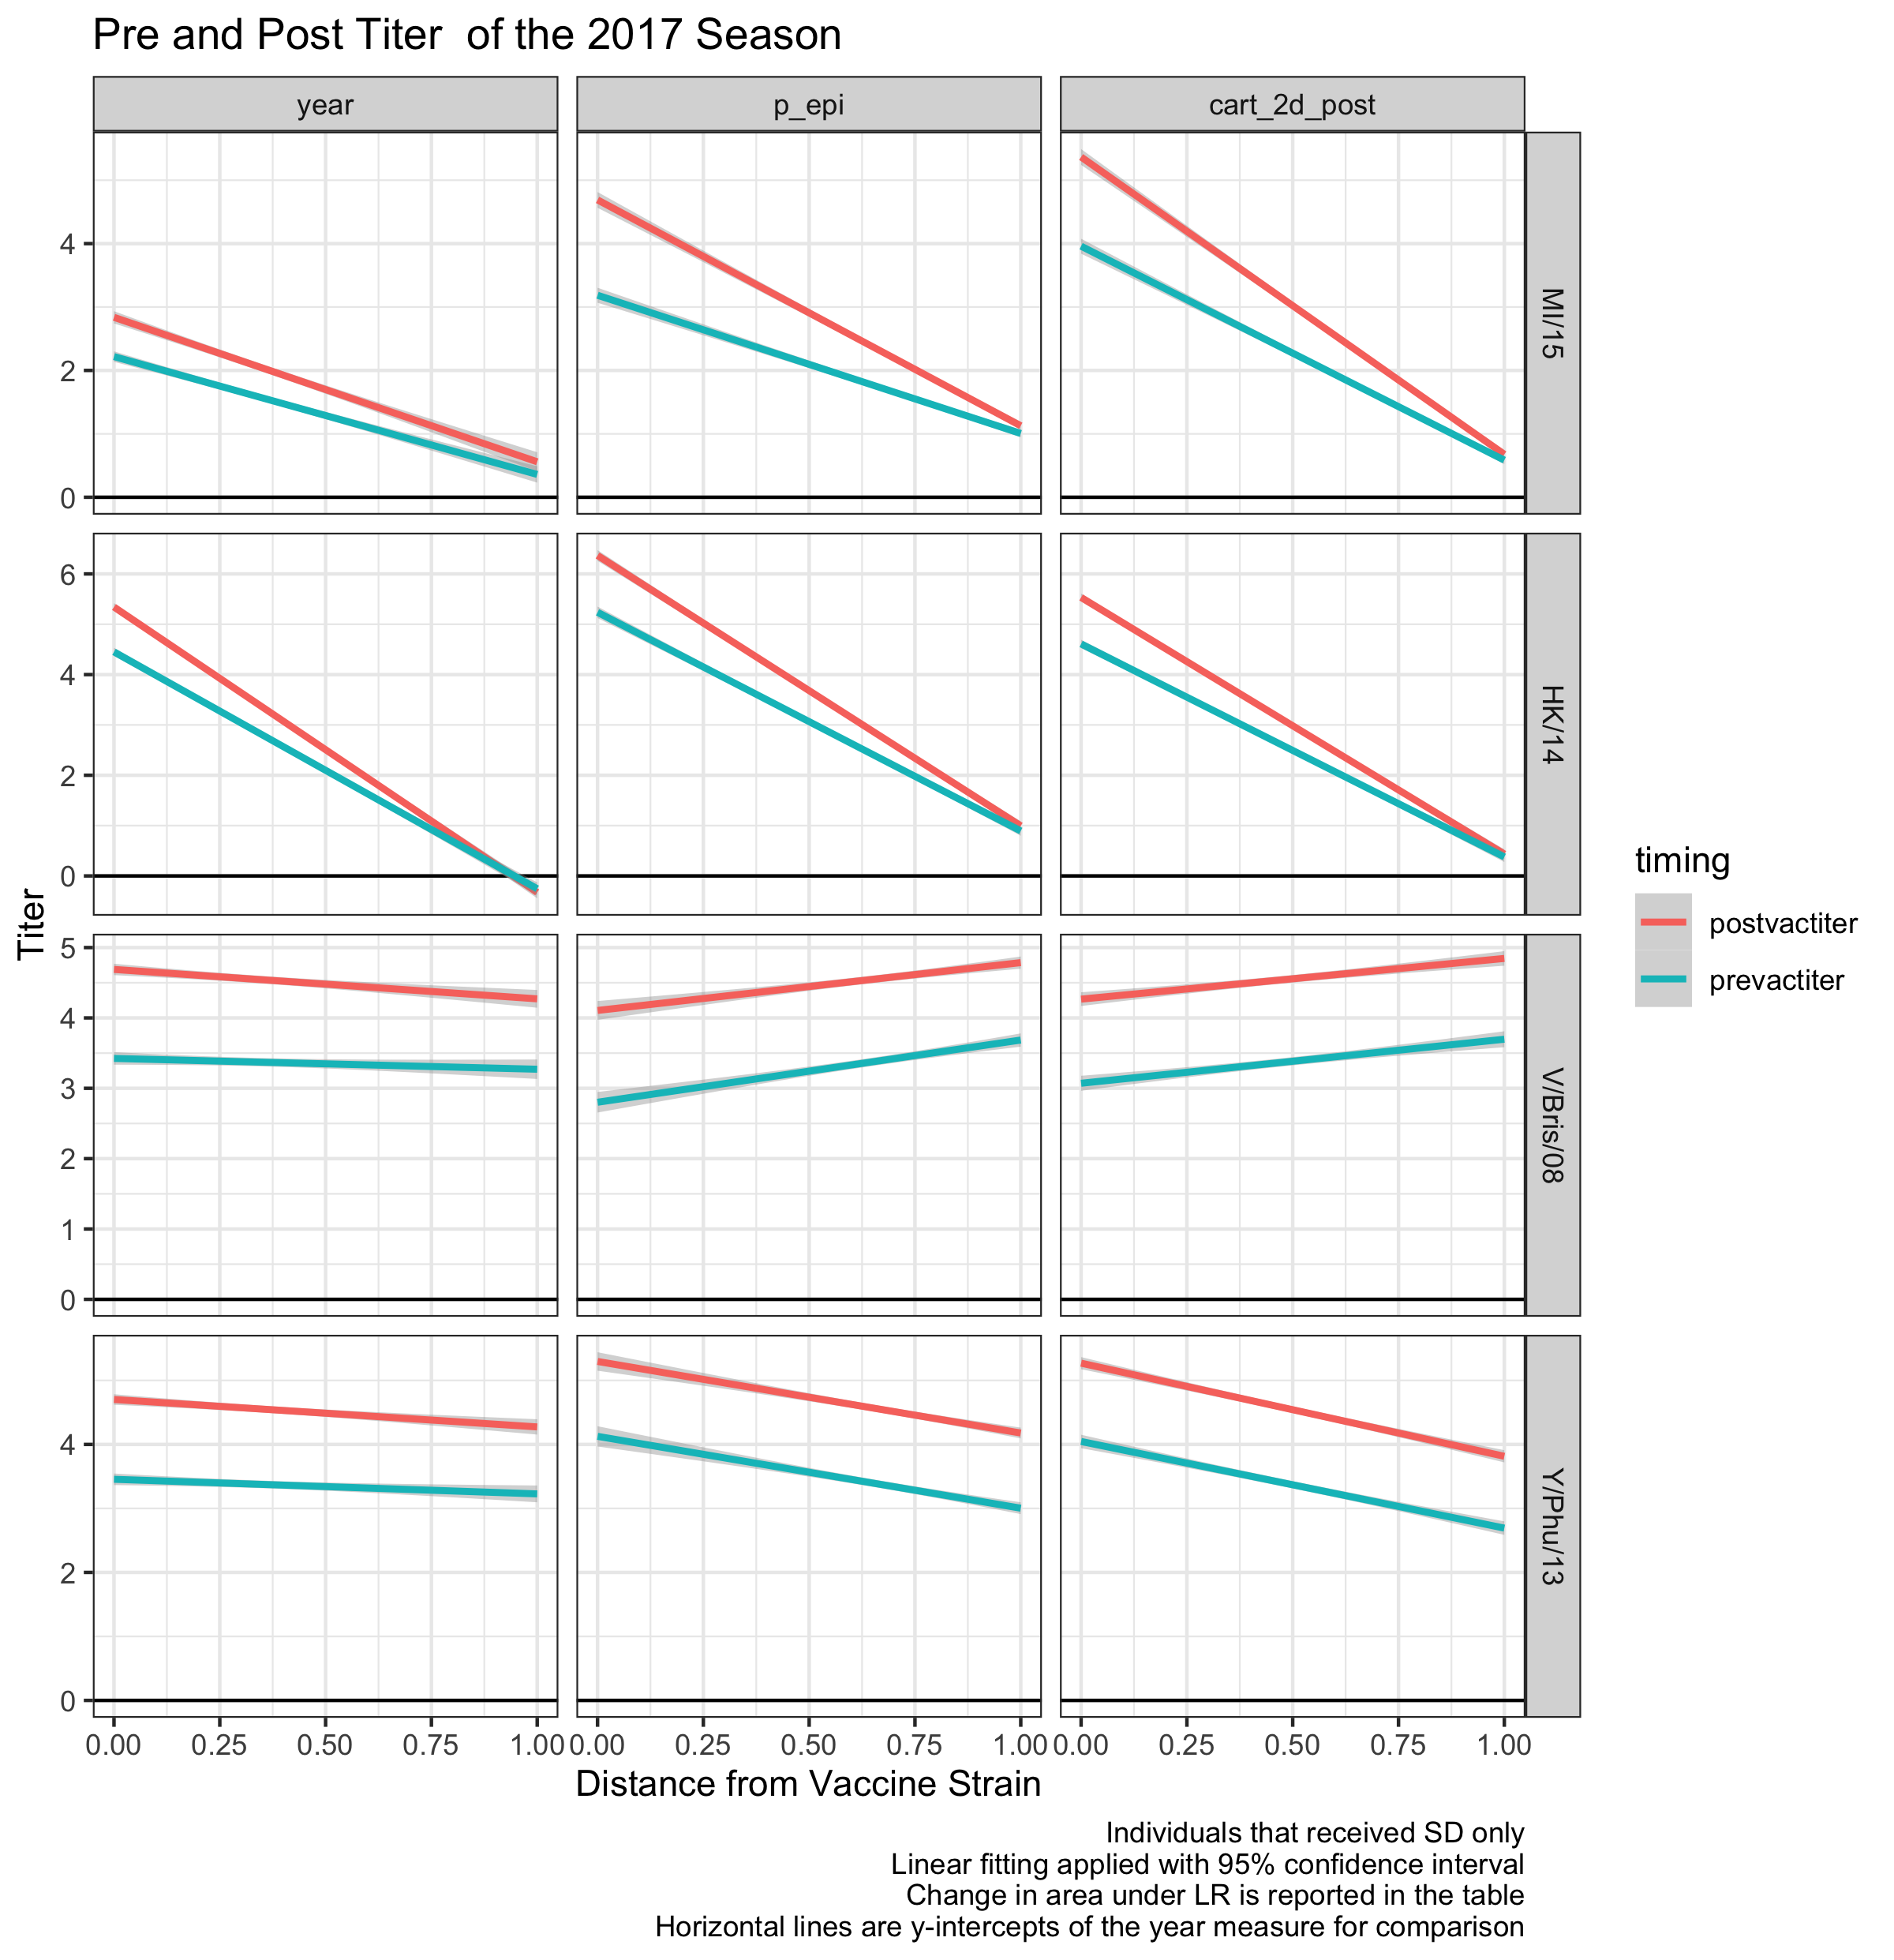 Pre and Post Titer  of the 2017 Season
year
p_epi
cart_2d_post
4
2
0
MI/15
6
4
2
0
HK/14
Titer
timing
postvactiter
prevactiter
5
4
3
2
1
0
V/Bris/08
4
2
0
Y/Phu/13
0.00 0.25 0.50 0.75 1.00 0.00 0.25 0.50 0.75 1.00 0.00 0.25 0.50 0.75 1.00
Distance from Vaccine Strain
Individuals that received SD only
Linear fitting applied with 95% confidence interval
Change in area under LR is reported in the table
Horizontal lines are y-intercepts of the year measure for comparison